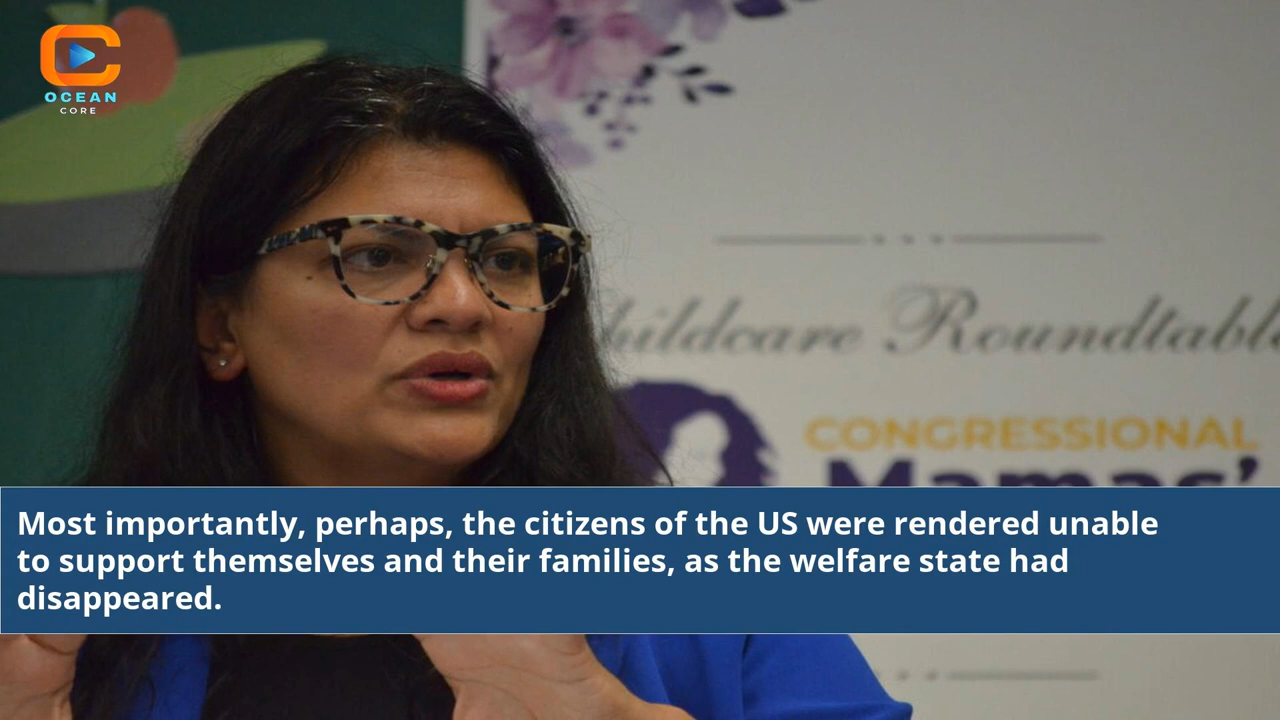 OCEAN
CORE
hildcare Roundtabl
CONGRESSIONAL
Mamas'
Most importantly, perhaps, the citizens of the US were rendered unable
to support themselves and their families, as the welfare state had
disappeared.